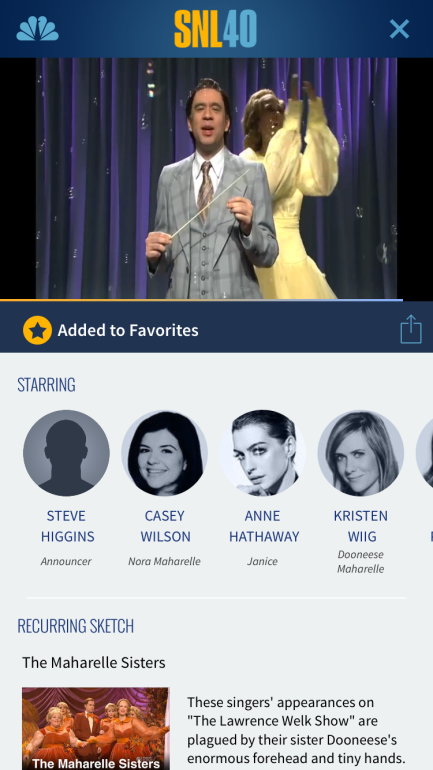 SNL40
Added to Favorites
STARRING
STEVE
HIGGINS
Announcer
CASEY
WILSON
Nora Maharelle
ANNE
HATHAWAY
Janice
KRISTEN
WIIG
Dooneese
Maharelle
RECURRING SKETCH
The Maharelle Sisters
The Maharelle Sisters
These singers' appearances on
"The Lawrence Welk Show" are
plagued by their sister Dooneese's
enormous forehead and tiny hands.